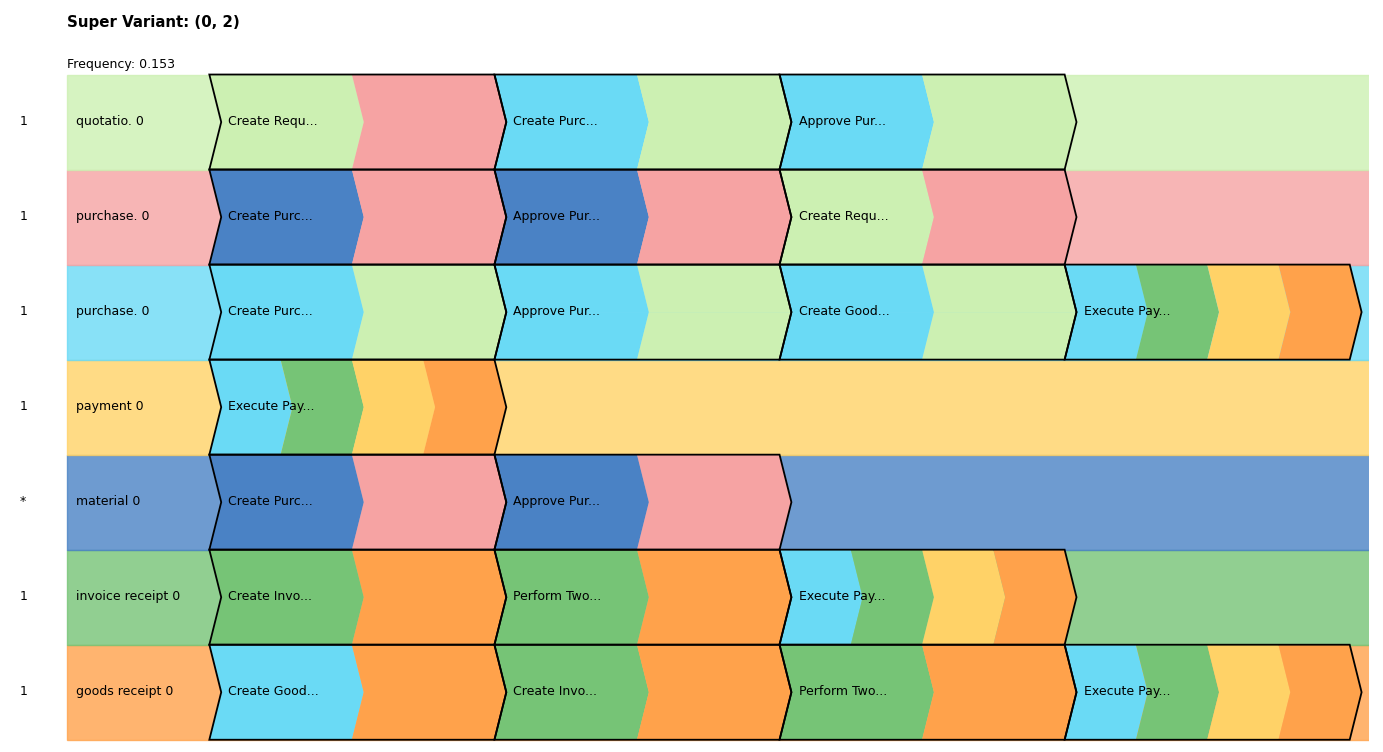 Super Variant: (0, 2)
Frequency: 0.153
1 quotatio. 0 Create Requ... Create Purc... Approve Pur...
1 purchase. 0 Create Purc... Approve Pur... Create Requ...
1 purchase. 0 Create Purc... Approve Pur... Create Good... Execute Pay...
1 payment 0 Execute Pay...
* material 0 Create Purc... Approve Pur...
1 invoice receipt 0 Create Invo... Perform Two... Execute Pay...
1 goods receipt 0 Create Good... Create Invo... Perform Two... Execute Pay...